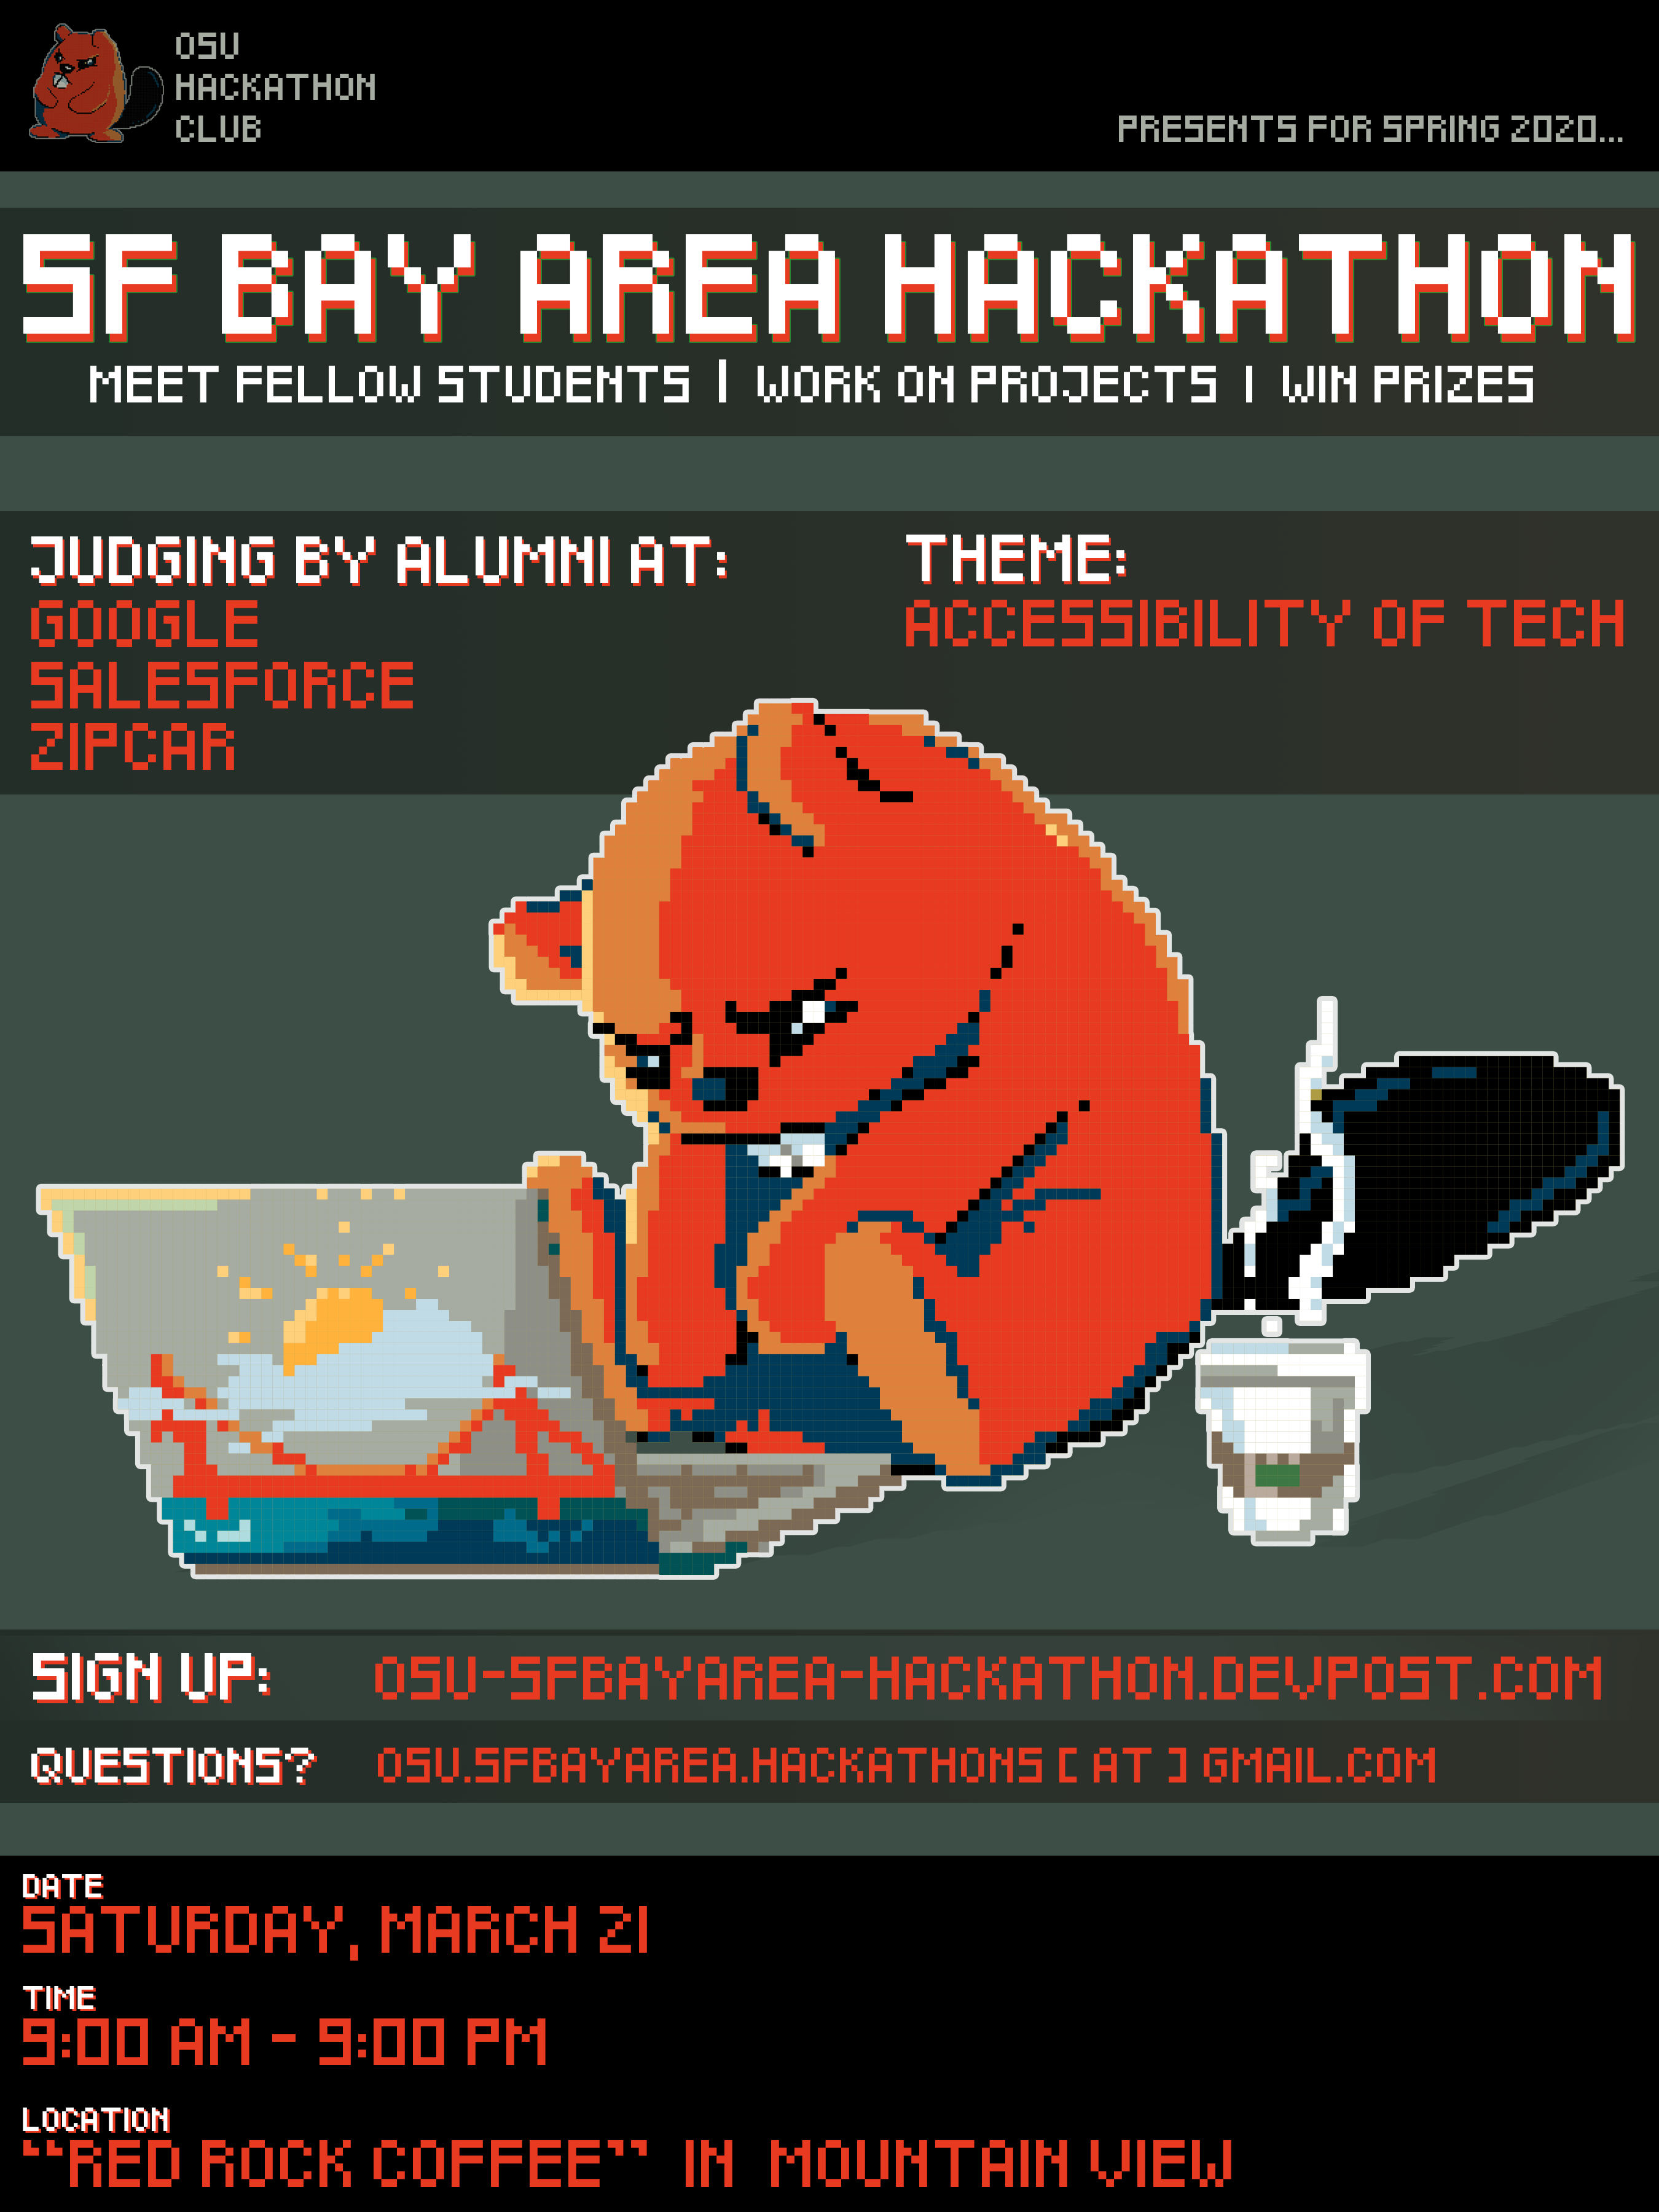 OSU
HACKATHON
CLUB
PRESENTS FOR SPRING 2020...
SF BAY AREA HACKATHON
MEET FELLOW STUDENTS | WORK ON PROJECTS | WIN PRIZES
JUDGING BY ALUMNI AT:
GOOGLE
SALESFORCE
ZIPCAR
THEME:
ACCESSIBILITY OF TECH
SIGN UP: OSU-SFBAYAREA-HACKATHON.DEVPOST.COM
QUESTIONS? OSU.SFBAYAREA.HACKATHONS [ AT ] GMAIL.COM
DATE
SATURDAY, MARCH 21
TIME
9:00 AM - 9:00 PM
LOCATION
“RED ROCK COFFEE” IN MOUNTAIN VIEW